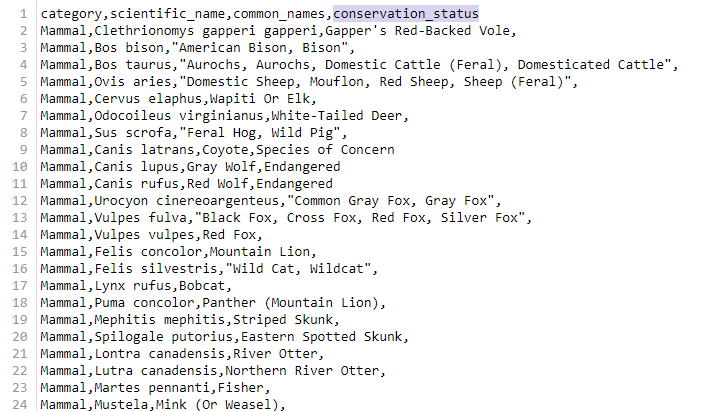 1 category,scientific_name,common_names,conservation_status
2 Mammal,Clethrionomys gapperi gapperi,Gapper's Red-Backed Vole,
3 Mammal,Bos bison,"American Bison, Bison",
4 Mammal,Bos taurus,"Aurochs, Aurochs, Domestic Cattle (Feral), Domesticated Cattle",
5 Mammal,Ovis aries,"Domestic Sheep, Mouflon, Red Sheep, Sheep (Feral)",
6 Mammal,Cervus elaphus,Wapiti Or Elk,
7 Mammal,Odocoileus virginianus,White-Tailed Deer,
8 Mammal,Sus scrofa,"Feral Hog, Wild Pig",
9 Mammal,Canis latrans,Coyote,Species of Concern
10 Mammal,Canis lupus,Gray Wolf,Endangered
11 Mammal,Canis rufus,Red Wolf,Endangered
12 Mammal,Urocyon cinereoargenteus,"Common Gray Fox, Gray Fox",
13 Mammal,Vulpes fulva,"Black Fox, Cross Fox, Red Fox, Silver Fox",
14 Mammal,Vulpes vulpes,Red Fox,
15 Mammal,Felis concolor,Mountain Lion,
16 Mammal,Felis silvestris,"Wild Cat, Wildcat",
17 Mammal,Lynx rufus,Bobcat,
18 Mammal,Puma concolor,Panther (Mountain Lion),
19 Mammal,Mephitis mephitis,Striped Skunk,
20 Mammal,Spilogale putorius,Eastern Spotted Skunk,
21 Mammal,Lontra canadensis,River Otter,
22 Mammal,Lutra canadensis,Northern River Otter,
23 Mammal,Martes pennanti,Fisher,
24 Mammal,Mustela,Mink (Or Weasel),